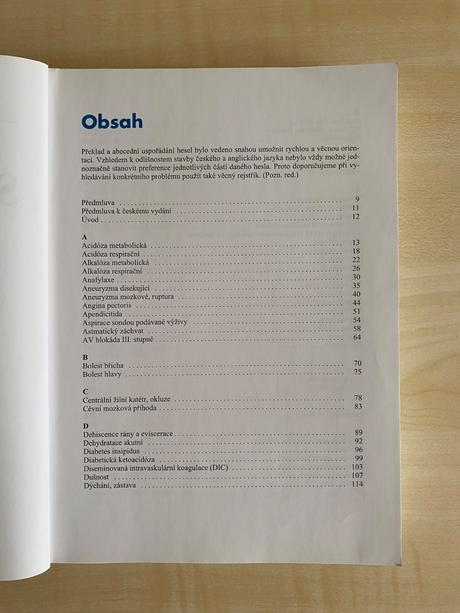 Obsah
Překlad a abecední uspořádání hesel bylo vedeno snahou umožnit rychlou a věcnou orien-
taci. Vzhledem k odlišnostem stavby českého a anglického jazyka nebylo vždy možné jed-
noznačně stanovit preference jednotlivých částí daného hesla. Proto doporučujeme při vy-
hledávání konkrétního problému použít také věcný rejstřík. (Pozn. red.)
Předmluva 9
Předmluva k českému vydání 11
Úvod 12
A
Acidóza metabolická 13
Acidóza respirační 18
Alkalóza metabolická 22
Alkalóza respirační 26
Anafylaxe 30
Aneuryzma disekující 35
Aneuryzma mozkové, ruptura 40
Angina pectoris 44
Apendicitida 51
Aspirace sondou podávané výživy 54
Astmatický záchvat 58
AV blokáda III. stupně 64
B
Bolest břicha 70
Bolest hlavy 75
C
Centrální žilní katétr, okluze 78
Cévní mozková příhoda 83
D
Dehiscence rány a eviscerace 89
Dehydratace akutní 92
Diabetes insipidus 96
Diabetická ketoacidóza 99
Diseminovaná intravaskulární koagulace (DIC) 103
Dušnost 107
Dýchání, zástava 114